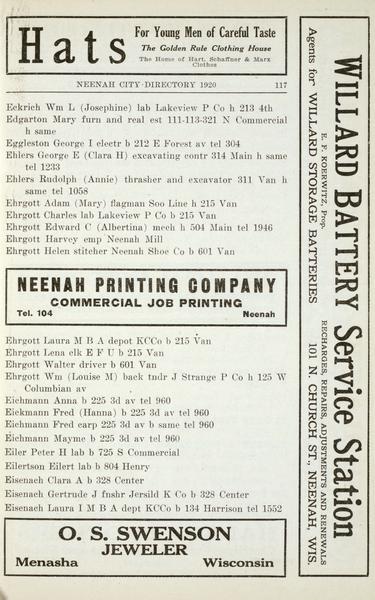 Hats
For Young Men of Careful Taste
The Golden Rule Clothing House
The Home of Hart, Schaffner & Marx
Clothes
NEENAH CITY DIRECTORY 1920 117
Eckrich Wm L (Josephine) lab Lakeview P Co h 213 4th
Edgarton Mary furn and real est 111-113-321 N Commercial
h same
Eggleston George I electr b 212 E Forest av tel 304
Ehlers George E (Clara H) excavating contr 314 Main h same
tel 1233
Ehlers Rudolph (Annie) thrasher and excavator 311 Van h
same tel 1058
Ehrgott Adam (Mary) flagman Soo Line h 215 Van
Ehrgott Charles lab Lakeview P Co b 215 Van
Ehrgott Edward C (Albertina) mech h 504 Main tel 1946
Ehrgott Harvey emp Neenah Mill
Ehrgott Helen stitcher Neenah Shoe Co b 601 Van
NEENAH PRINTING COMPANY
COMMERCIAL JOB PRINTING
Tel. 104 Neenah
Ehrgott Laura M B A depot KCCo b 215 Van
Ehrgott Lena elk E F U b 215 Van
Ehrgott Walter driver b 601 Van
Ehrgott Wm (Louise M) back tndr J Strange P Co h 125 W
Columbian av
Eichmann Anna b 225 3d av tel 960
Eickmann Fred (Hanna) b 225 3d av tel 960
Eichmann Fred carp 225 3d av b same tel 960
Eichmann Mayme b 225 3d av tel 960
Eiler Peter H lab b 725 S Commercial
Eilertson Eilert lab b 804 Henry
Eisenach Clara A b 328 Center
Eisenach Gertrude J fnshr Jersild K Co b 328 Center
Eisenach Laura I M B A dept KCCo b 134 Harrison tel 1552
O. S. SWENSON
JEWELER
Menasha Wisconsin
WILLARD BATTERY Service Station
E. F. KOERWITZ, Prop. RECHARGES, REPAIRS, ADJUSTMENTS AND RENEWALS
Agents for WILLARD STORAGE BATTERIES 101 N. CHURCH ST., NEENAH, WIS.